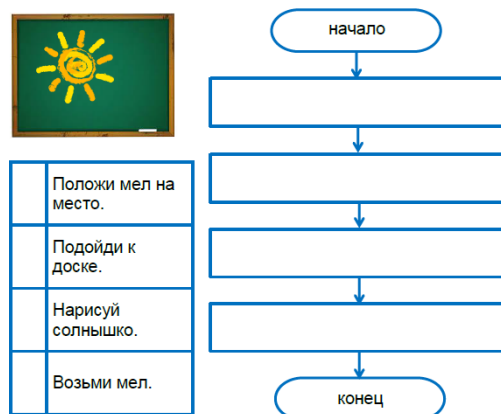 начало
Положи мел на
место.
Подойди к
доске.
Нарисуй
солнышко.
Возьми мел.
конец